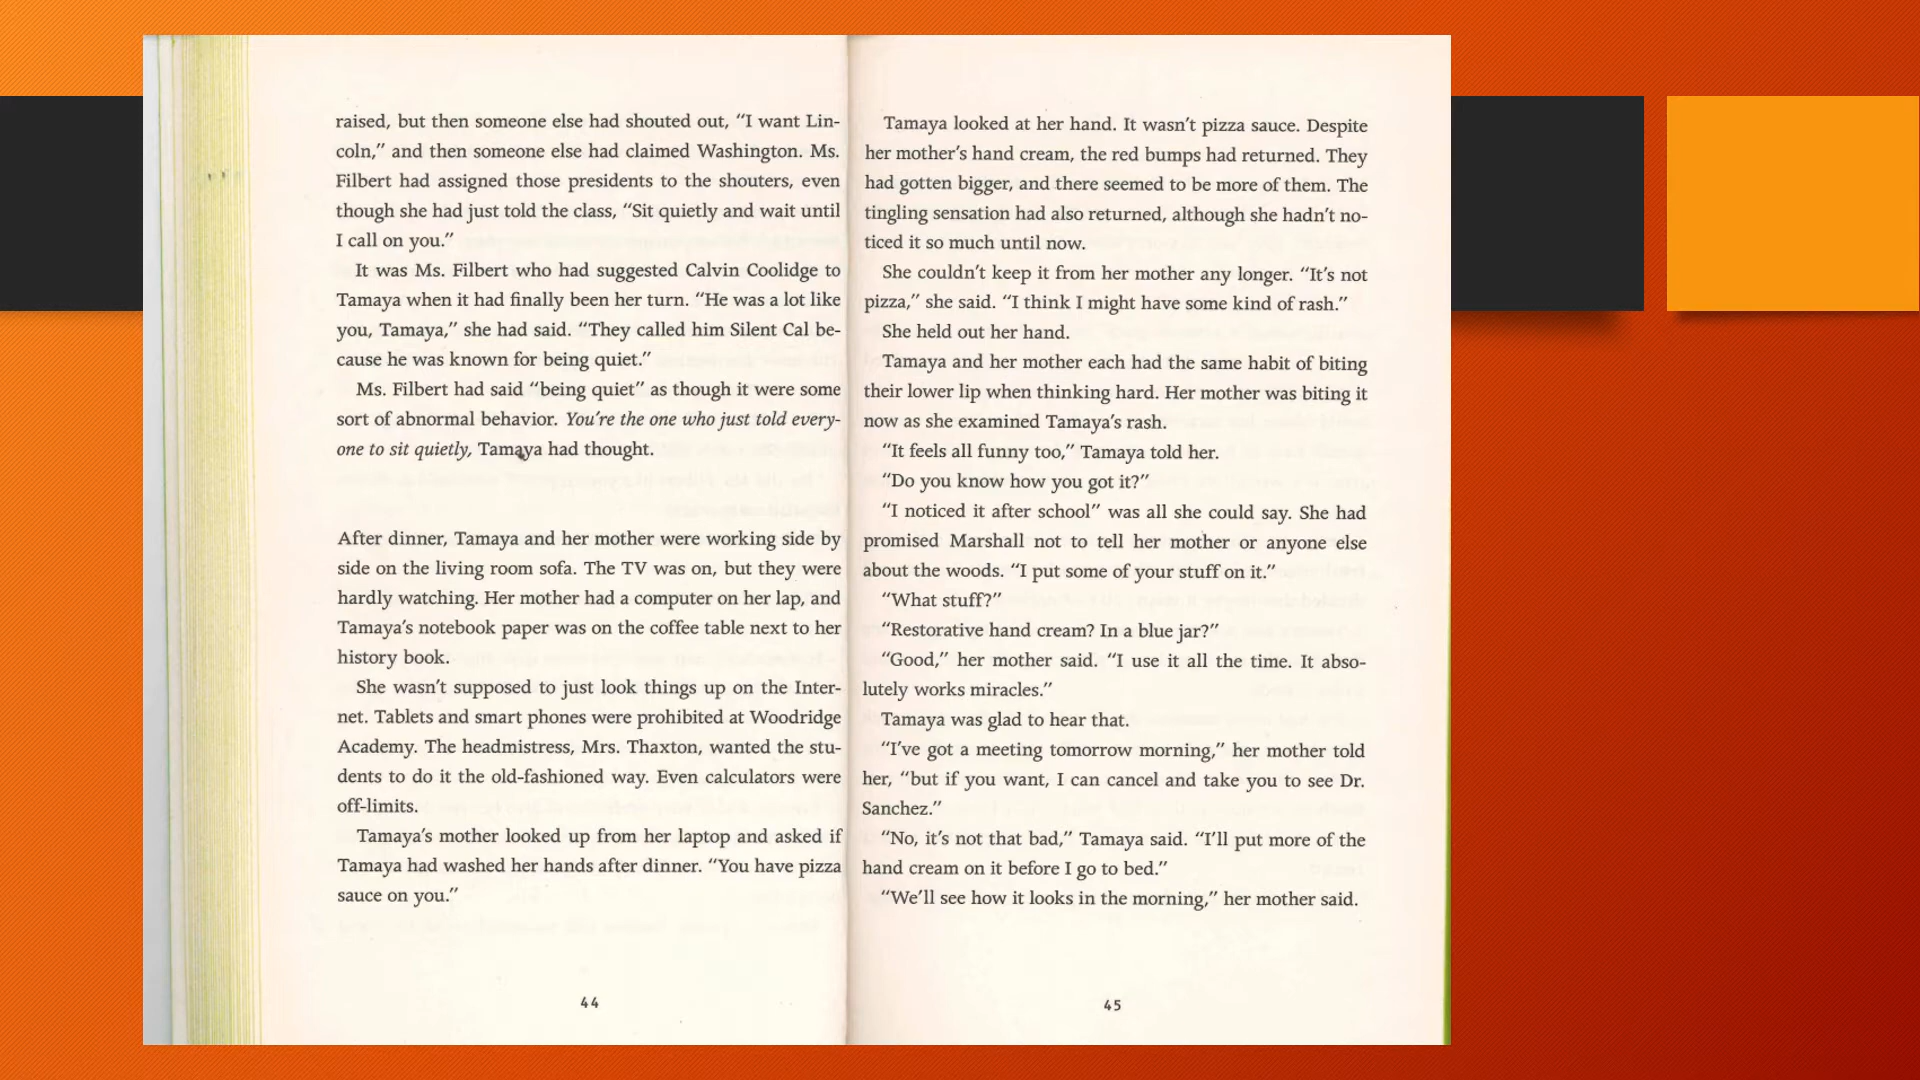 raised, but then someone else had shouted out, “I want Lin-
coln,” and then someone else had claimed Washington. Ms.
Filbert had assigned those presidents to the shouters, even
though she had just told the class, “Sit quietly and wait until
I call on you.”
It was Ms. Filbert who had suggested Calvin Coolidge to
Tamaya when it had finally been her turn. “He was a lot like
you, Tamaya,” she had said. “They called him Silent Cal be-
cause he was known for being quiet.”
Ms. Filbert had said “being quiet” as though it were some
sort of abnormal behavior. You’re the one who just told every-
one to sit quietly, Tamaya had thought.
After dinner, Tamaya and her mother were working side by
side on the living room sofa. The TV was on, but they were
hardly watching. Her mother had a computer on her lap, and
Tamaya’s notebook paper was on the coffee table next to her
history book.
She wasn’t supposed to just look things up on the Inter-
net. Tablets and smart phones were prohibited at Woodridge
Academy. The headmistress, Mrs. Thaxton, wanted the stu-
dents to do it the old-fashioned way. Even calculators were
off-limits.
Tamaya’s mother looked up from her laptop and asked if
Tamaya had washed her hands after dinner. “You have pizza
sauce on you.”
44
Tamaya looked at her hand. It wasn’t pizza sauce. Despite
her mother’s hand cream, the red bumps had returned. They
had gotten bigger, and there seemed to be more of them. The
tingling sensation had also returned, although she hadn’t no-
ticed it so much until now.
She couldn’t keep it from her mother any longer. “It’s not
pizza,” she said. “I think I might have some kind of rash.”
She held out her hand.
Tamaya and her mother each had the same habit of biting
their lower lip when thinking hard. Her mother was biting it
now as she examined Tamaya’s rash.
“It feels all funny too,” Tamaya told her.
“Do you know how you got it?”
“I noticed it after school” was all she could say. She had
promised Marshall not to tell her mother or anyone else
about the woods. “I put some of your stuff on it.”
“What stuff?”
“Restorative hand cream? In a blue jar?”
“Good,” her mother said. “I use it all the time. It abso-
lutely works miracles.”
Tamaya was glad to hear that.
“I’ve got a meeting tomorrow morning,” her mother told
her, “but if you want, I can cancel and take you to see Dr.
Sanchez.”
“No, it’s not that bad,” Tamaya said. “I’ll put more of the
hand cream on it before I go to bed.”
“We’ll see how it looks in the morning,” her mother said.
45